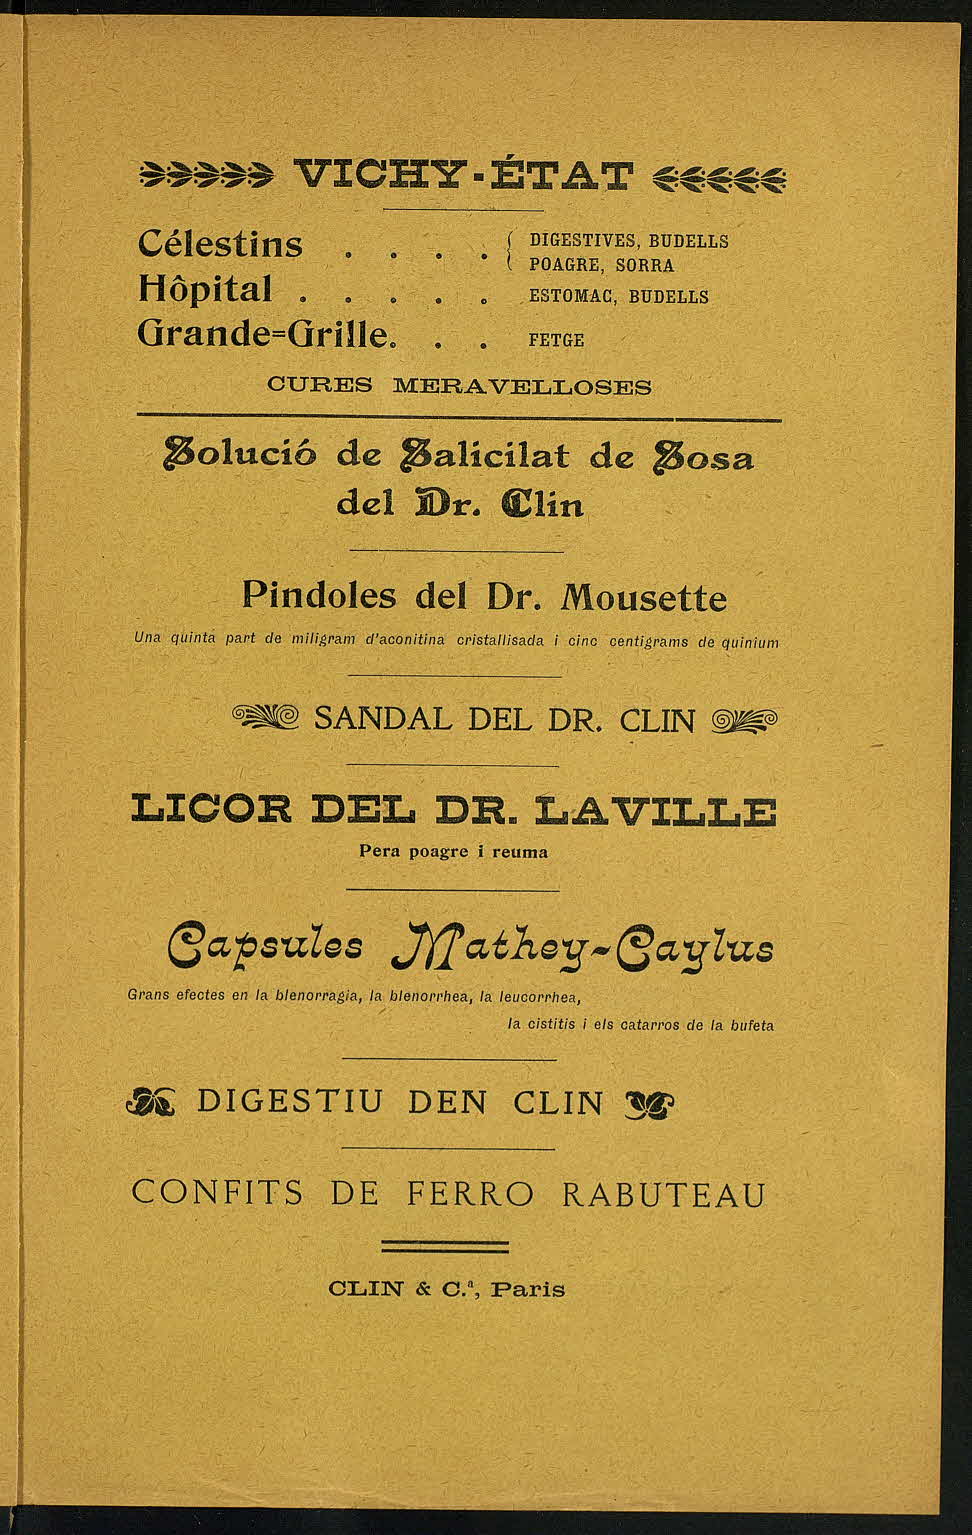 VICHY-ÉTAT
Célestins . . . . { DIGESTIVES, BUDELLS
POAGRE, SORRA
Hôpital . . . . . ESTOMAC, BUDELLS
Grande=Grille. . . FETGE
CURES MERAVELLOSES
Solució de Salicilat de Sosa
del Dr. Clin
Pindoles del Dr. Mousette
Una quinta part de miligram d'aconitina cristallisada i cinc centigrams de quinium
SANDAL DEL DR. CLIN
LICOR DEL DR. LAVILLE
Pera poagre i reuma
Capsules Mathey-Caylus
Grans efectes en la blenorragia, la blenorrhea, la leucorrhea,
la cistitis i els catarros de la bufeta
DIGESTIU DEN CLIN
CONFITS DE FERRO RABUTEAU
CLIN & C.ª, Paris